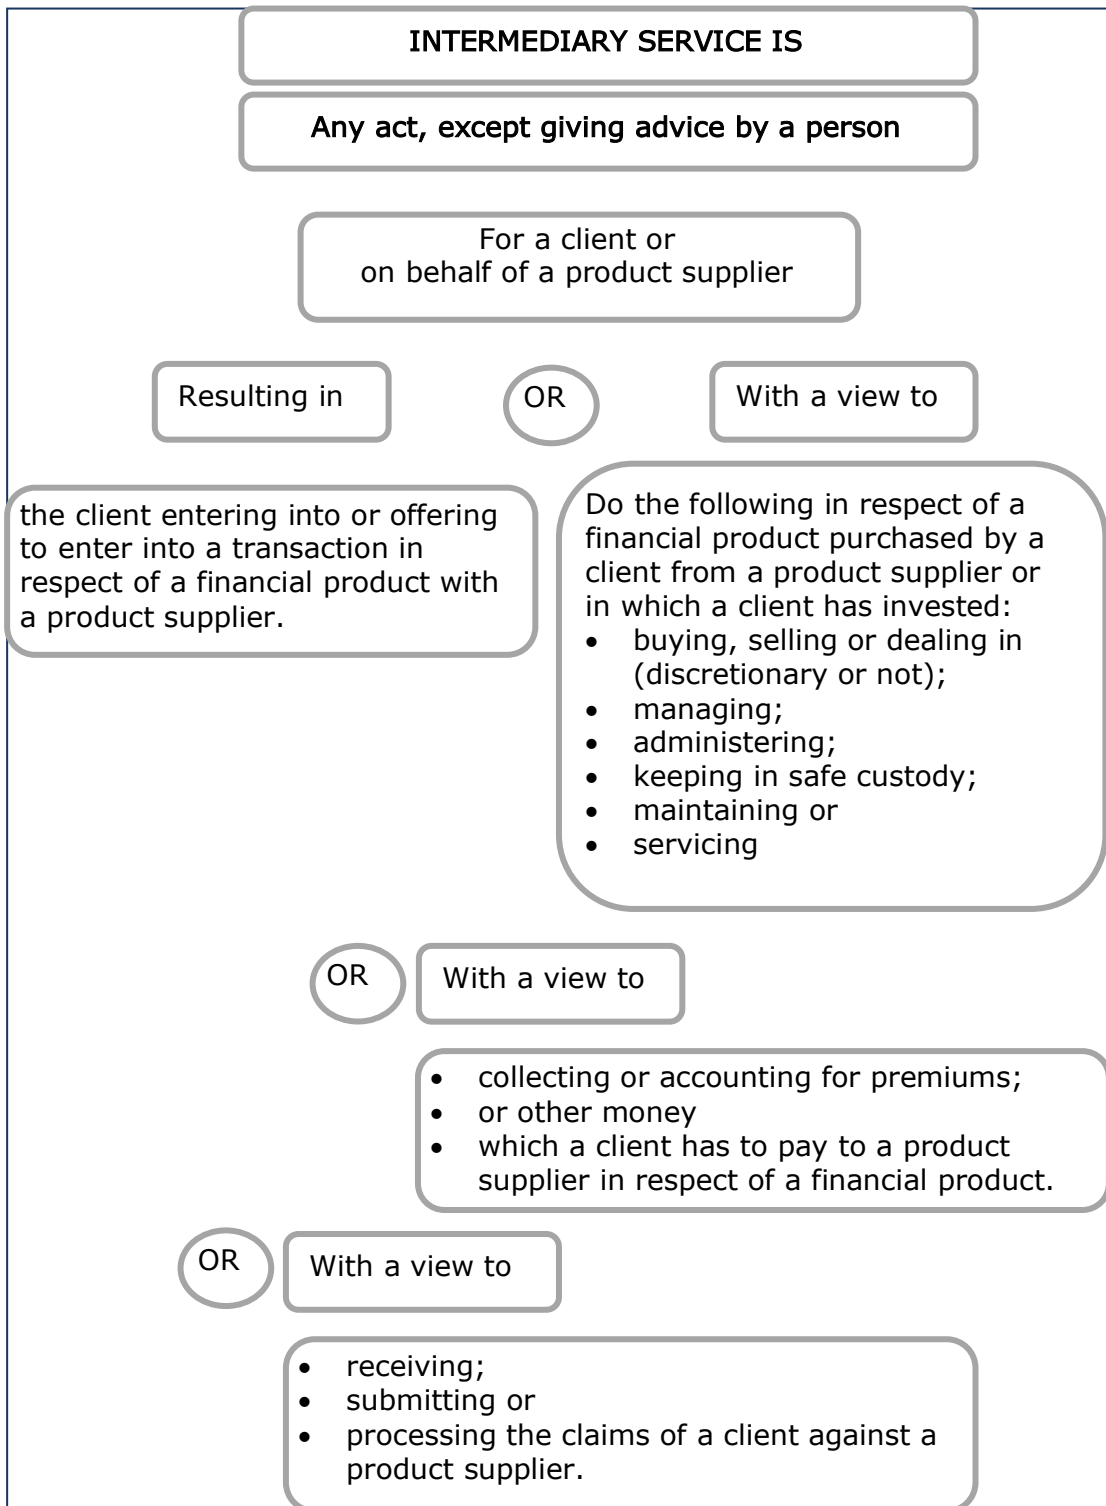 INTERMEDIARY SERVICE IS
Any act, except giving advice by a person
For a client or
on behalf of a product supplier
Resulting in
OR
With a view to
the client entering into or offering
to enter into a transaction in
respect of a financial product with
a product supplier.
Do the following in respect of a
financial product purchased by a
client from a product supplier or
in which a client has invested:
• buying, selling or dealing in
(discretionary or not);
• managing;
• administering;
• keeping in safe custody;
• maintaining or
• servicing
OR
With a view to
• collecting or accounting for premiums;
• or other money
• which a client has to pay to a product
supplier in respect of a financial product.
OR
With a view to
• receiving;
• submitting or
• processing the claims of a client against a
product supplier.